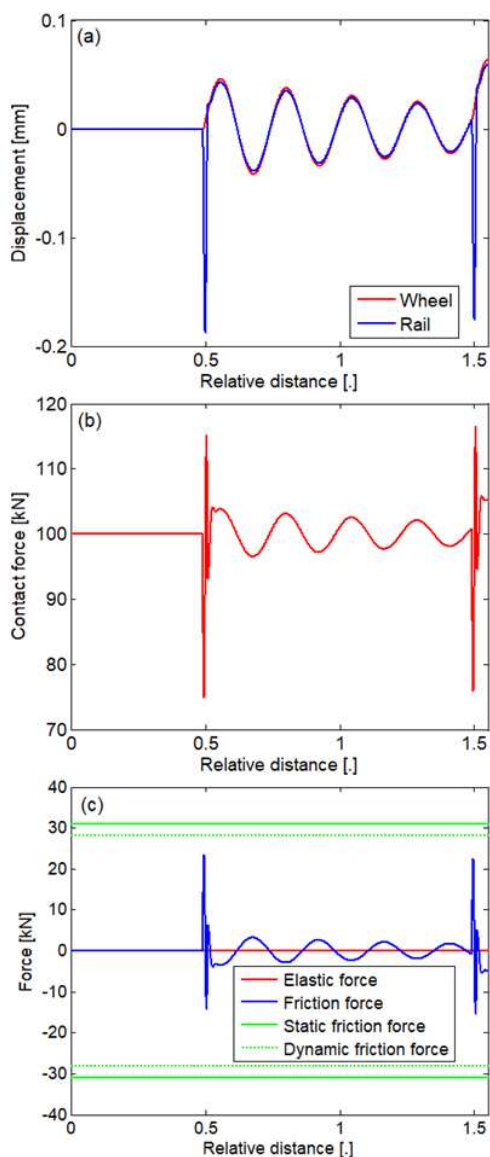 (a)
Displacement [mm]
0.1
0
-0.1
-0.2
Wheel
Rail
0
0.5
1
1.5
Relative distance [.]
(b)
Contact force [kN]
120
110
100
90
80
70
0
0.5
1
1.5
Relative distance [.]
(c)
Force [kN]
40
30
20
10
0
-10
-20
-30
-40
Elastic force
Friction force
Static friction force
Dynamic friction force
0
0.5
1
1.5
Relative distance [.]